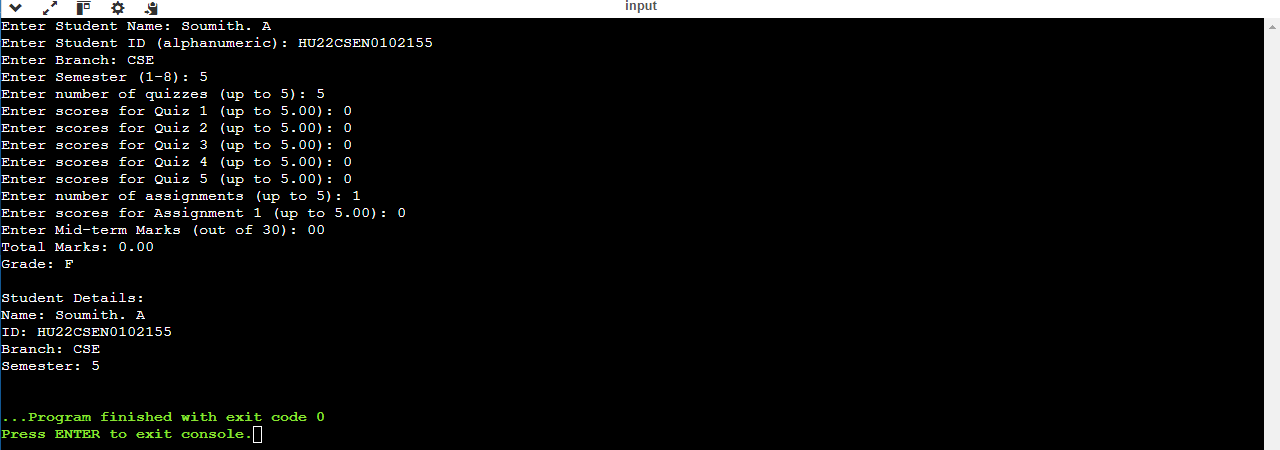 input
Enter Student Name: Soumith. A
Enter Student ID (alphanumeric): HU22CSEN0102155
Enter Branch: CSE
Enter Semester (1-8): 5
Enter number of quizzes (up to 5): 5
Enter scores for Quiz 1 (up to 5.00): 0
Enter scores for Quiz 2 (up to 5.00): 0
Enter scores for Quiz 3 (up to 5.00): 0
Enter scores for Quiz 4 (up to 5.00): 0
Enter scores for Quiz 5 (up to 5.00): 0
Enter number of assignments (up to 5): 1
Enter scores for Assignment 1 (up to 5.00): 0
Enter Mid-term Marks (out of 30): 00
Total Marks: 0.00
Grade: F
Student Details:
Name: Soumith. A
ID: HU22CSEN0102155
Branch: CSE
Semester: 5
...Program finished with exit code 0
Press ENTER to exit console.